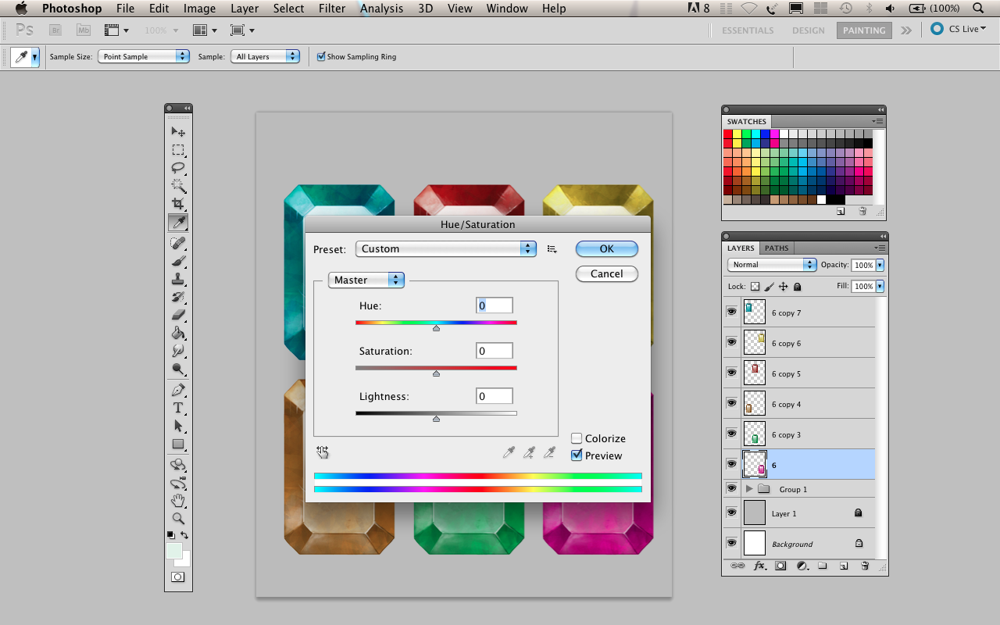 Photoshop File Edit Image Layer Select Filter Analysis 3D View Window Help 8 (100%)
Ps Br Mb 100% ESSENTIALS DESIGN PAINTING CS Live
Sample Size: Point Sample Sample: All Layers Show Sampling Ring
SWATCHES
LAYERS PATHS
Normal Opacity: 100%
Lock: Fill: 100%
6 copy 7
6 copy 6
6 copy 5
6 copy 4
6 copy 3
6
Group 1
Layer 1
Background
fx
T
Hue/Saturation
Preset: Custom OK
Cancel
Master
Hue: 0
Saturation: 0
Lightness: 0
Colorize
Preview